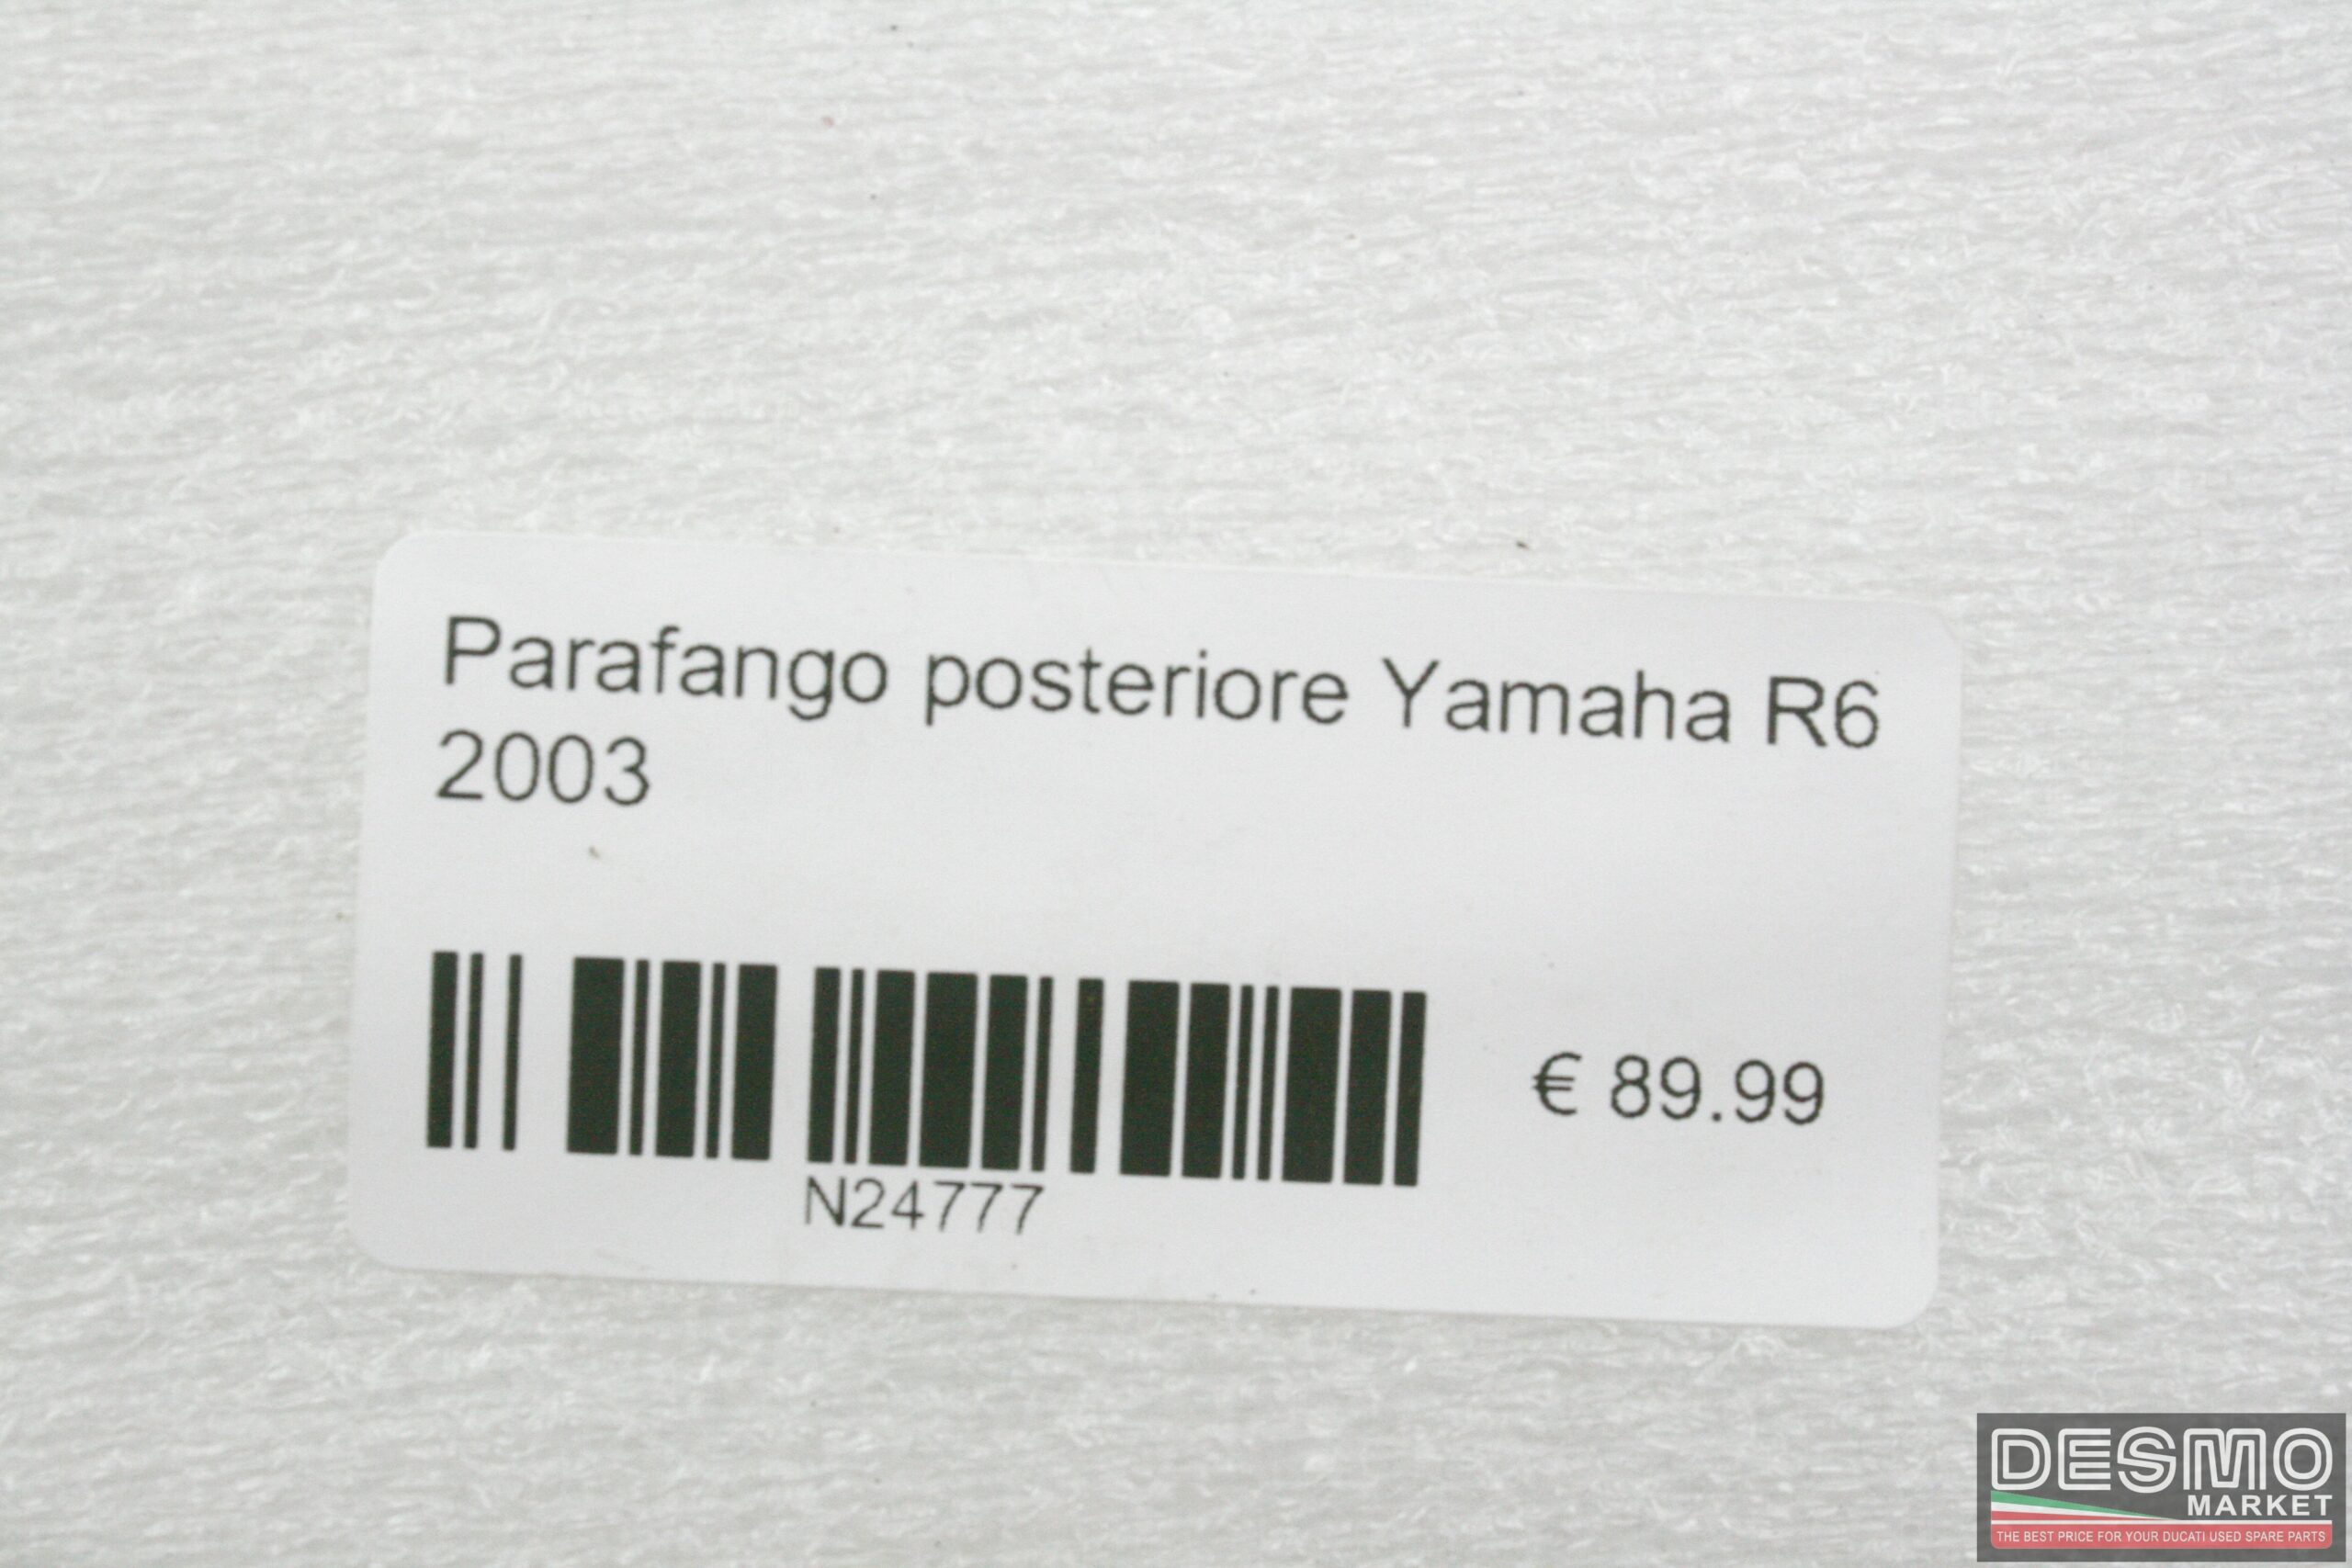 Parafango posteriore Yamaha R6
2003
€ 89.99
N24777
DESMO
MARKET
THE BEST PRICE FOR YOUR DUCATI USED SPARE PARTS